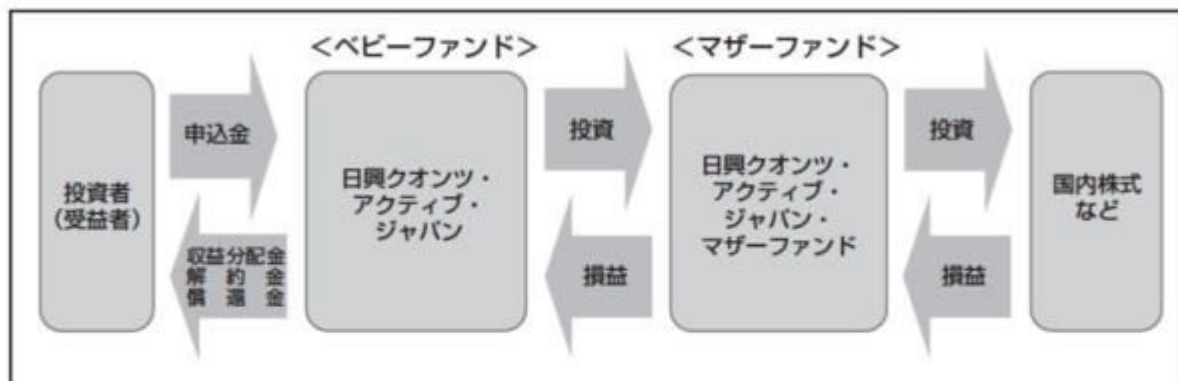 <ベビーファンド>
<マザーファンド>
投資者
(受益者)
申込金
収益分配金
解約金
償還金
日興クオンツ・
アクティブ・
ジャパン
投資
損益
日興クオンツ・
アクティブ・
ジャパン・
マザーファンド
投資
損益
国内株式
など